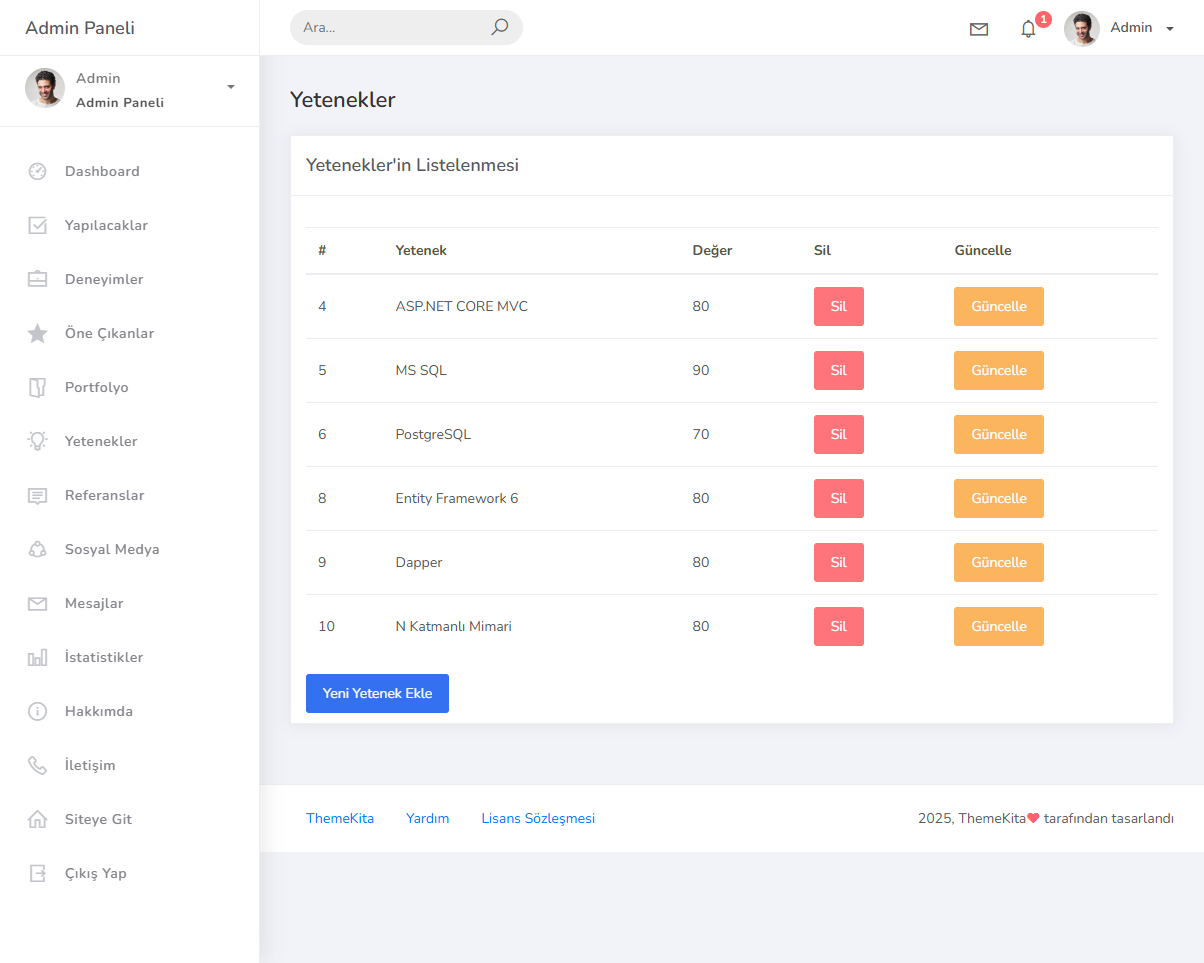 Admin Paneli
Ara...
1
Admin
Admin
Admin Paneli
Dashboard
Yapılacaklar
Deneyimler
Öne Çıkanlar
Portfolyo
Yetenekler
Referanslar
Sosyal Medya
Mesajlar
İstatistikler
Hakkımda
İletişim
Siteye Git
Çıkış Yap
Yetenekler
Yetenekler'in Listelenmesi
# Yetenek Değer Sil Güncelle
4 ASP.NET CORE MVC 80 Sil Güncelle
5 MS SQL 90 Sil Güncelle
6 PostgreSQL 70 Sil Güncelle
8 Entity Framework 6 80 Sil Güncelle
9 Dapper 80 Sil Güncelle
10 N Katmanlı Mimari 80 Sil Güncelle
Yeni Yetenek Ekle
ThemeKita Yardım Lisans Sözleşmesi 2025, ThemeKita❤ tarafından tasarlandı